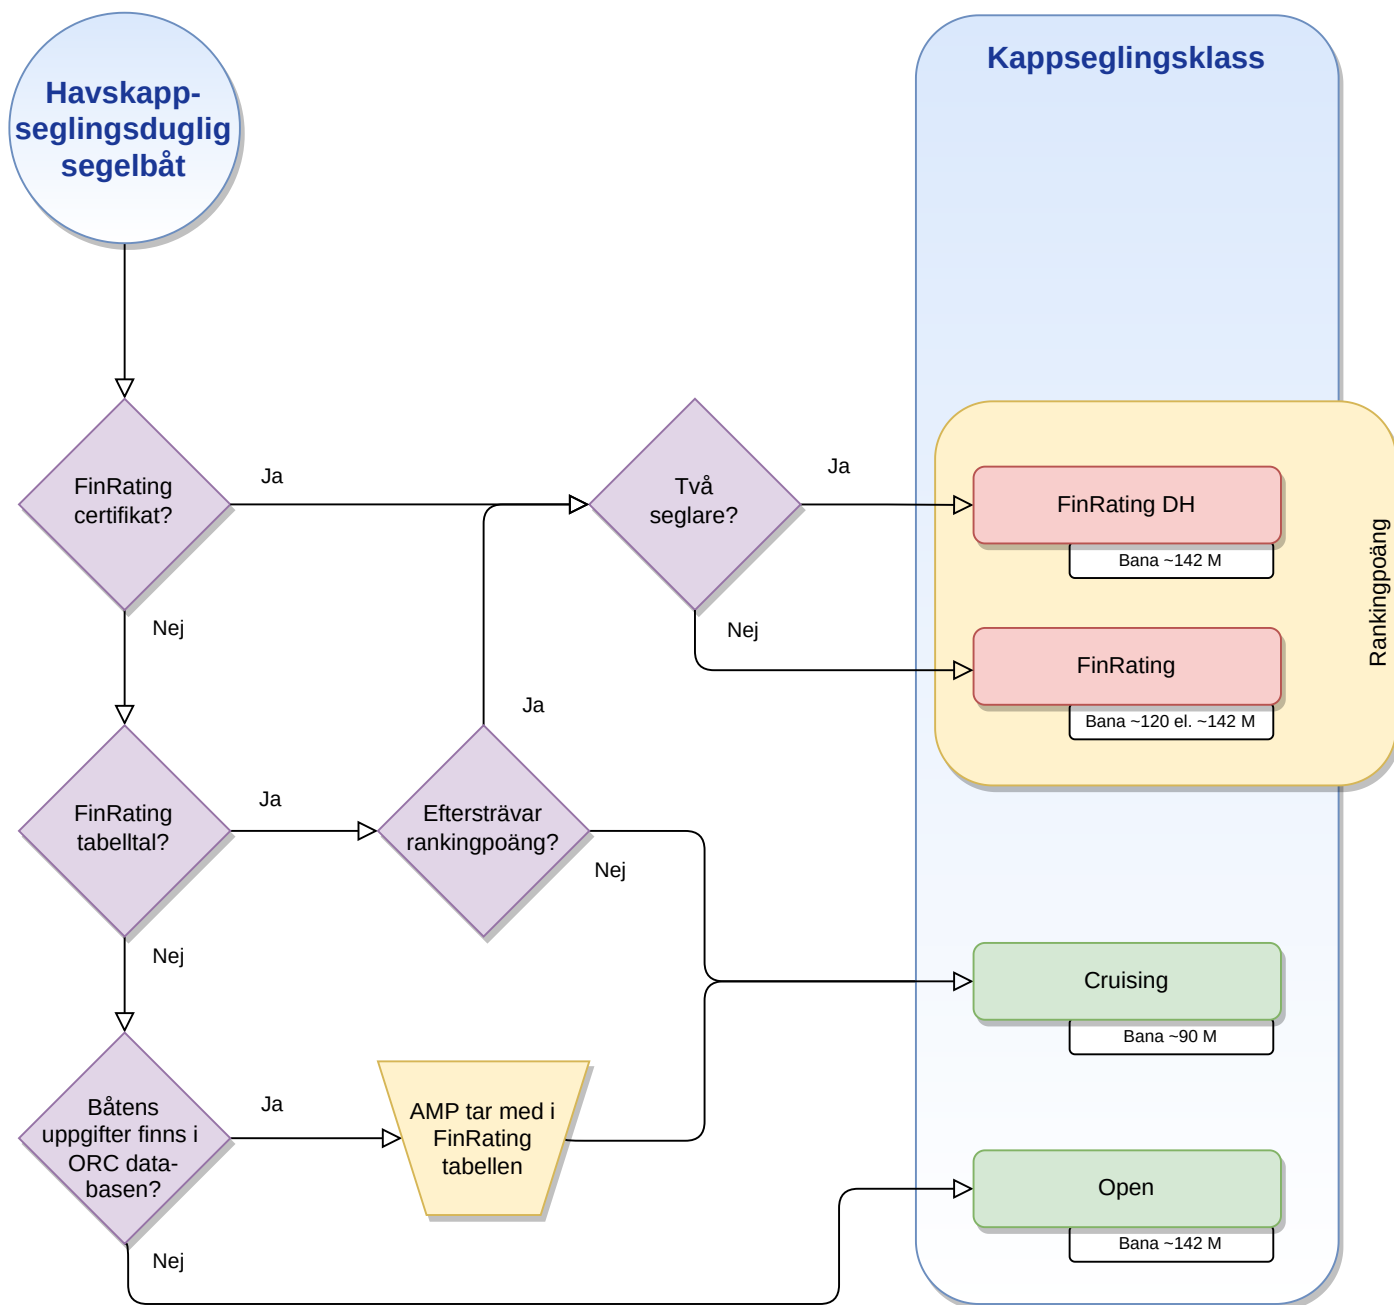 Havskapp-
seglingsduglig
segelbåt
Kappseglingsklass
FinRating
certifikat?
Ja
Nej
Två
seglare?
Ja
Nej
FinRating DH
Bana ~142 M
FinRating
Bana ~120 el. ~142 M
Rankingpoäng
FinRating
tabelltal?
Ja
Nej
Eftersträvar
rankingpoäng?
Ja
Nej
Cruising
Bana ~90 M
Båtens
uppgifter finns i
ORC data-
basen?
Ja
Nej
AMP tar med i
FinRating
tabellen
Open
Bana ~142 M